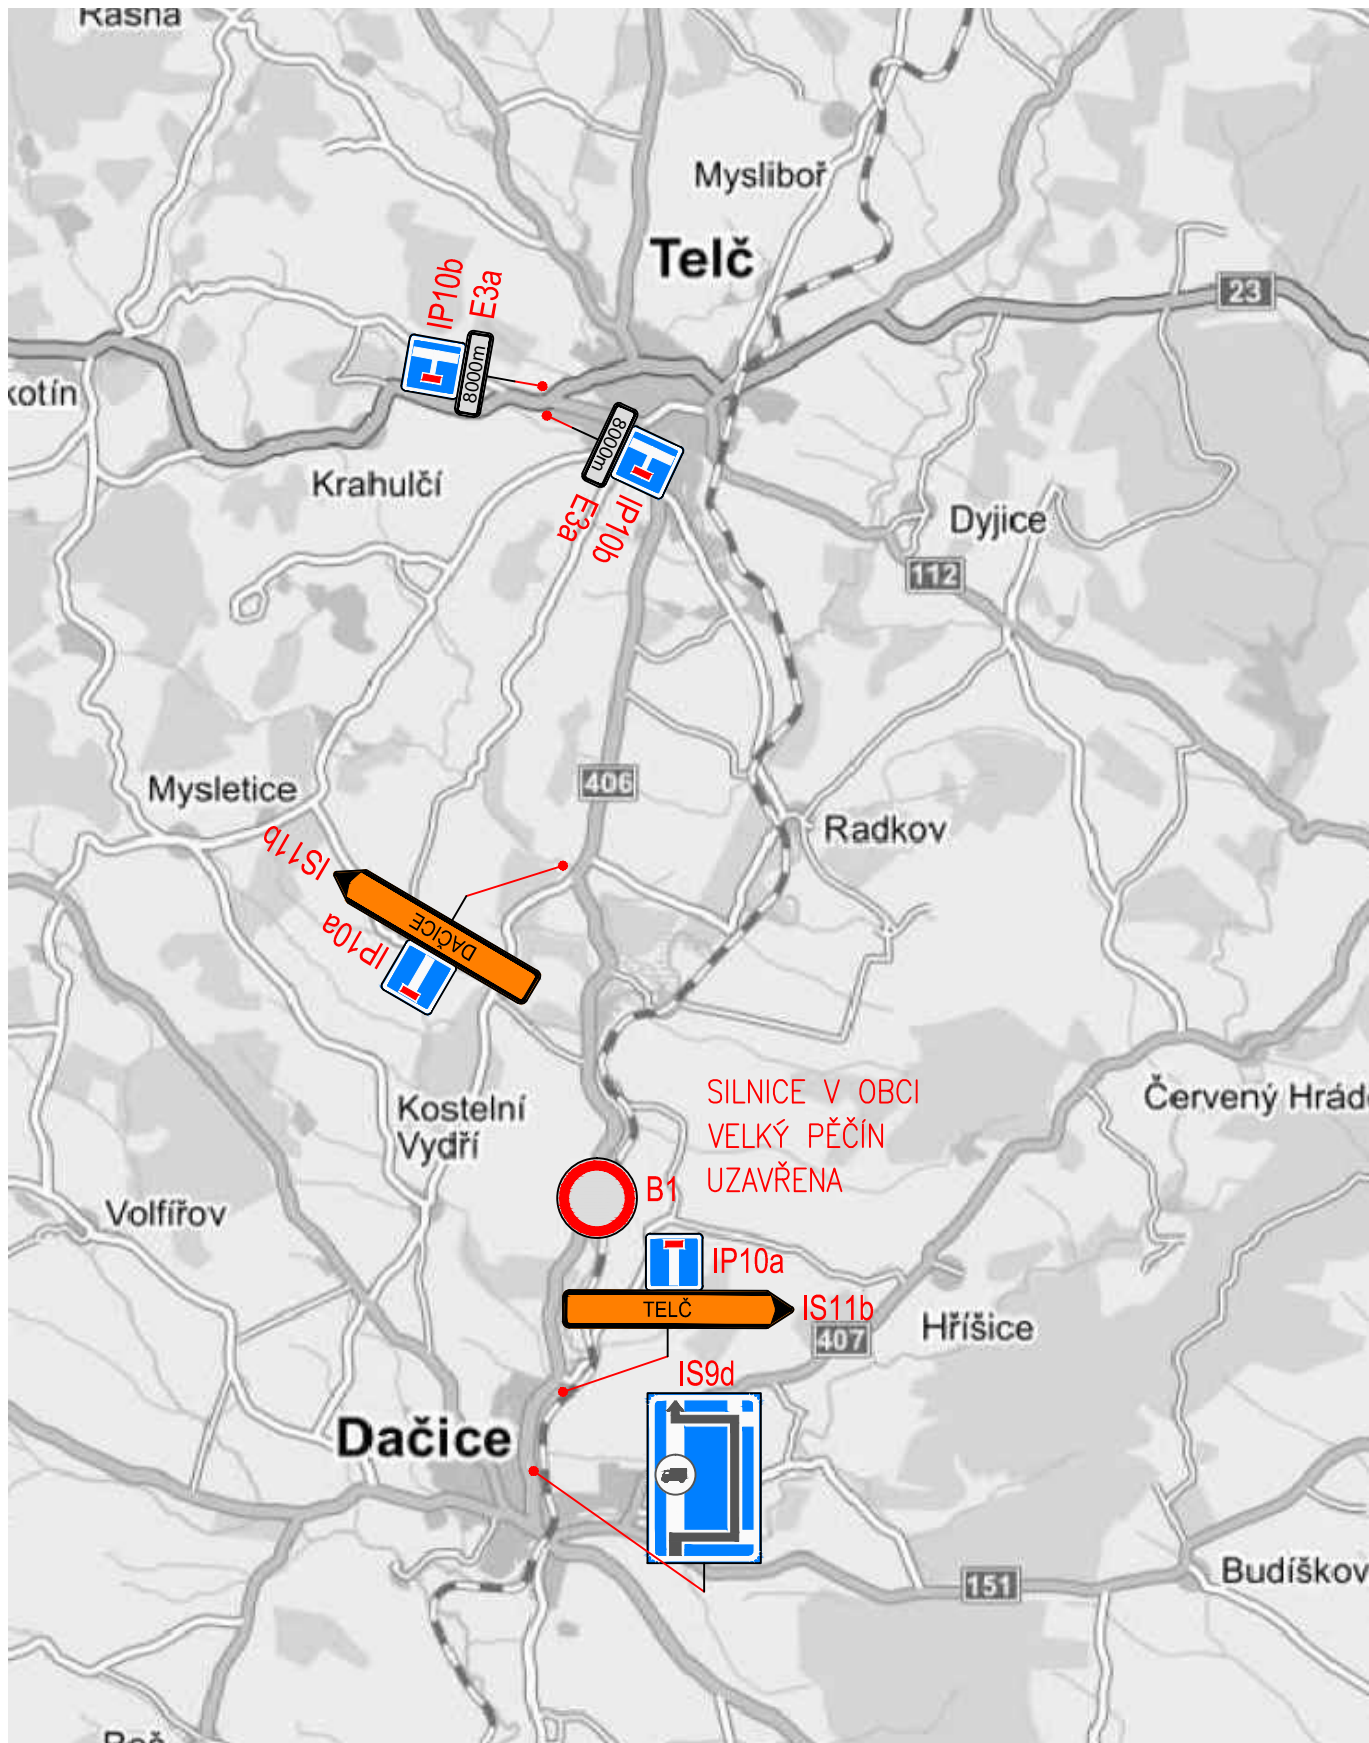 Rásná
Mysliboř
Telč
IP10b
E3a
8000m
23
kotín
8000m
E3a
IP10b
Krahulčí
Dyjice
112
406
Mysletice
Radkov
IS11b
DAČICE
IP10a
SILNICE V OBCI
VELKÝ PĚČÍN
UZAVŘENA
Červený Hráde
Kostelní
Vydří
B1
Volfířov
IP10a
TELČ
IS11b
407
Hříšice
IS9d
Dačice
151
Budíškov